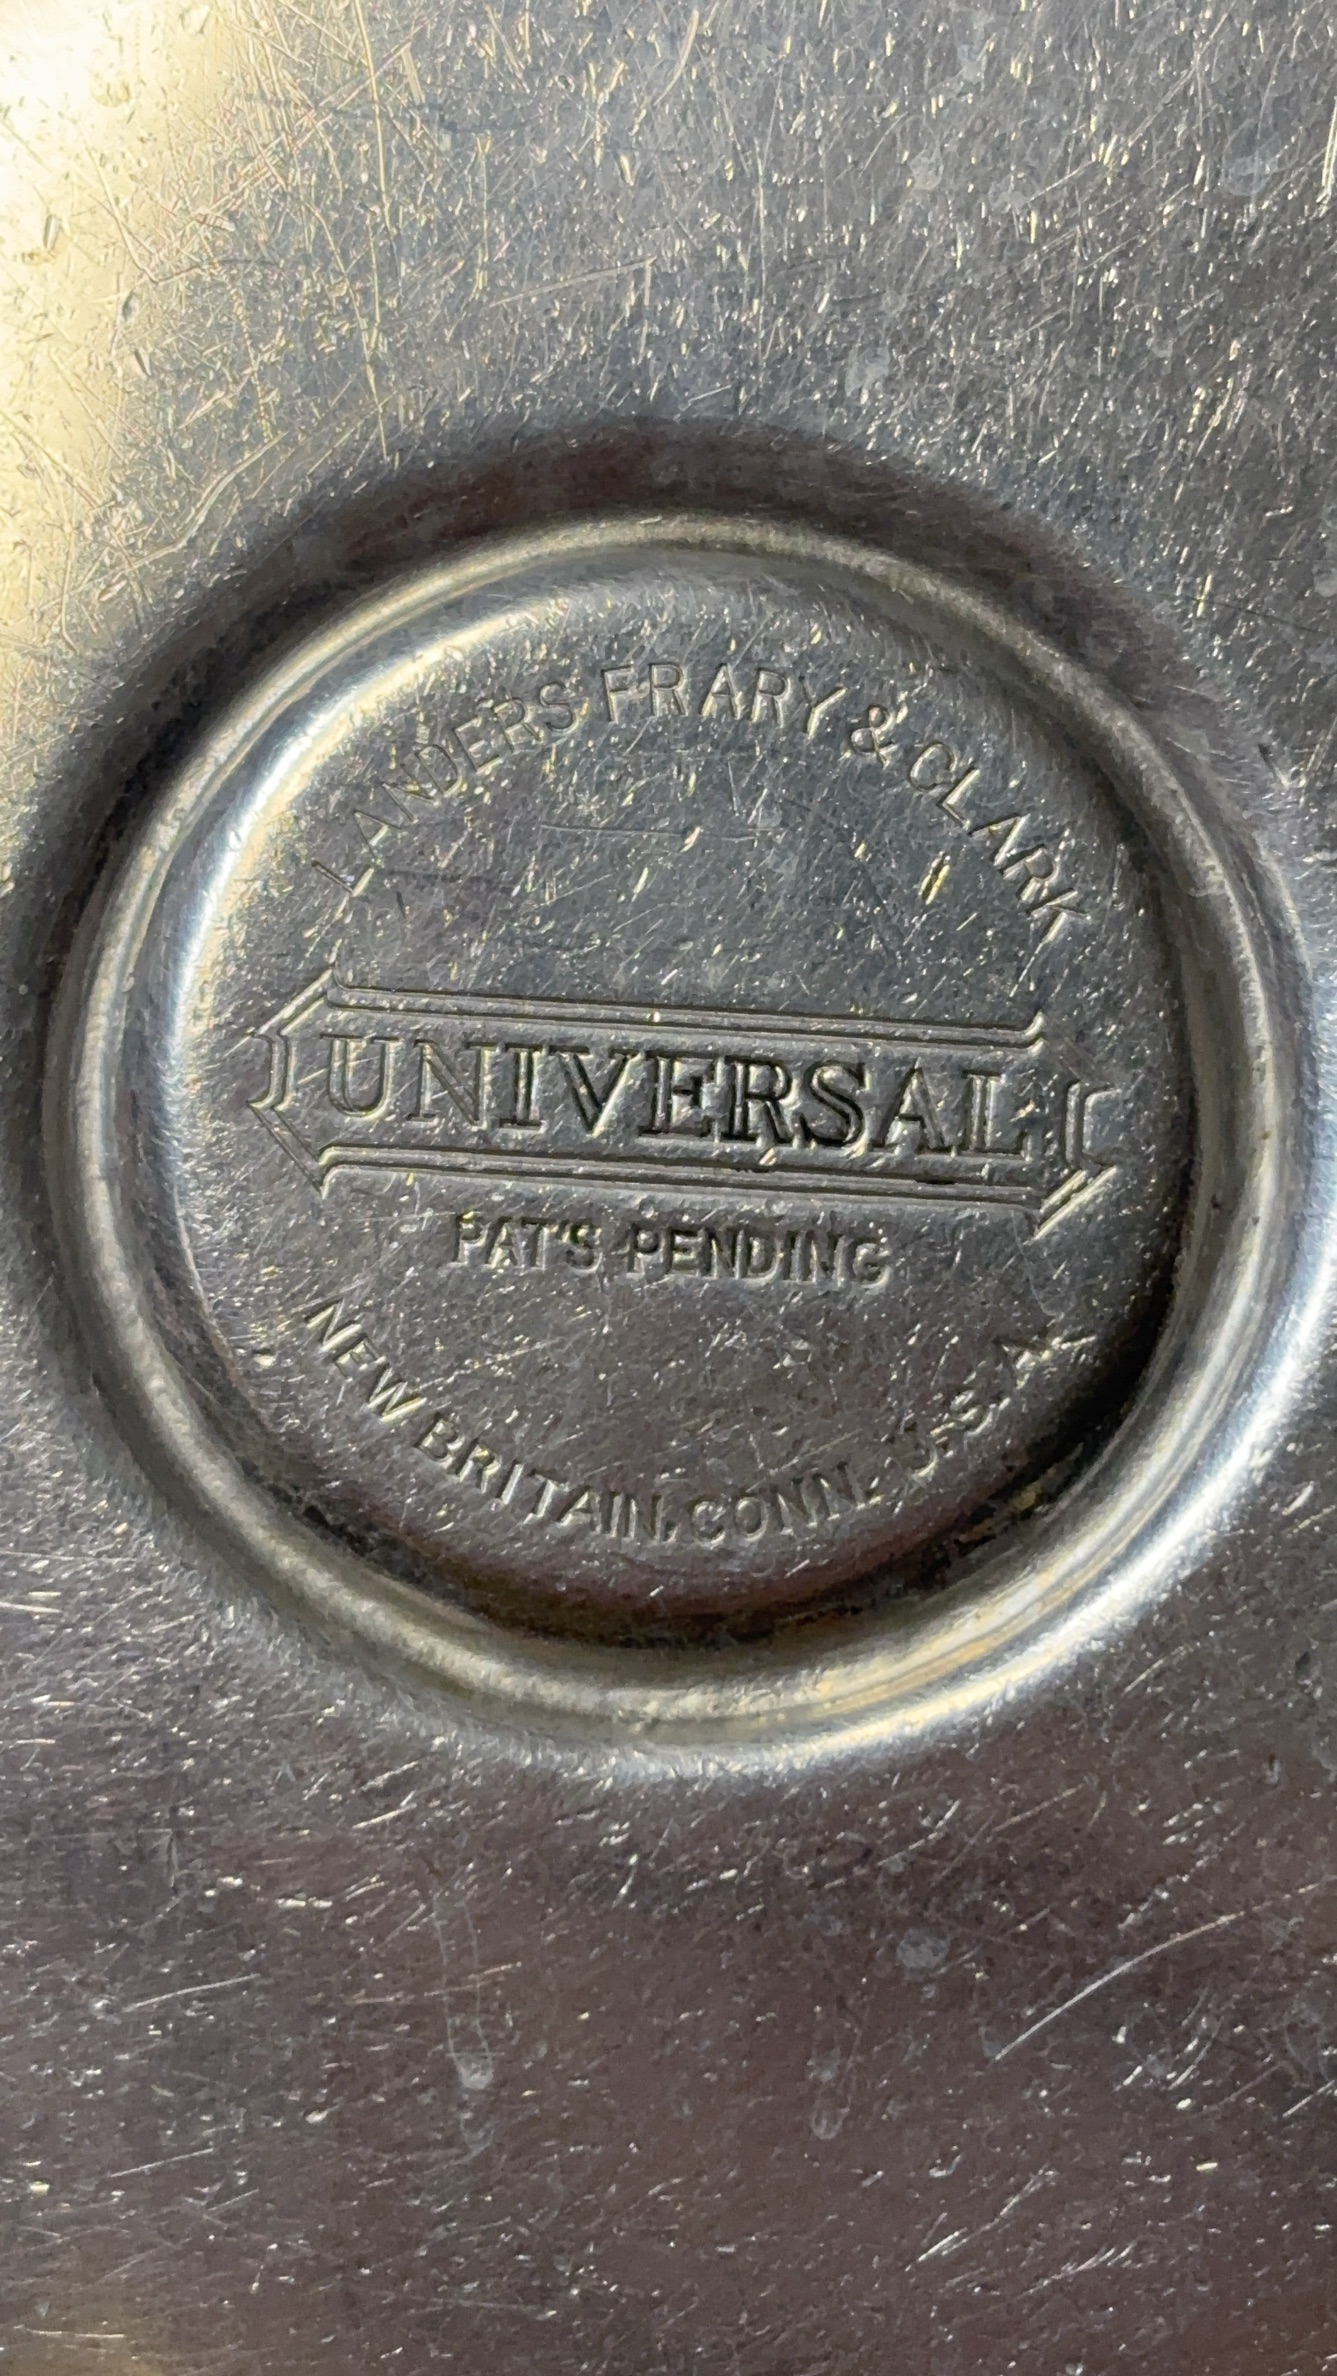 LANDERS FRARY & CLARK
UNIVERSAL
PAT'S PENDING
NEW BRITAIN, CONN. U.S.A.